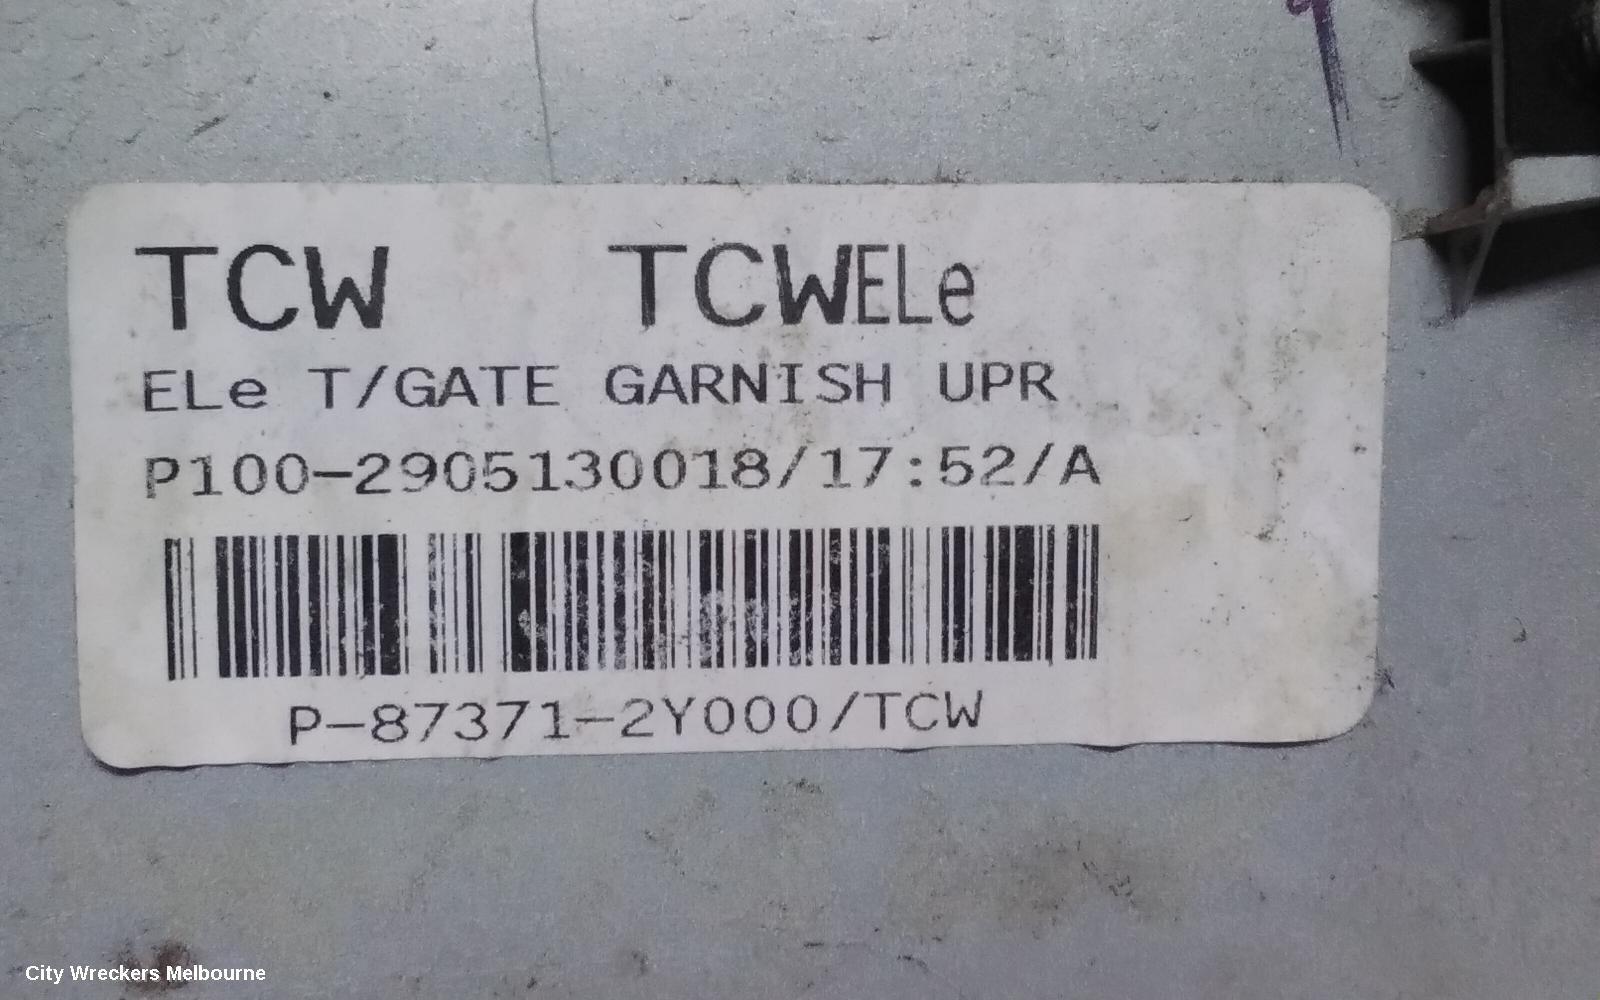 TCW TCWELe
ELe T/GATE GARNISH UPR
P100-2905130018/17:52/A
P-87371-2Y000/TCW
City Wreckers Melbourne